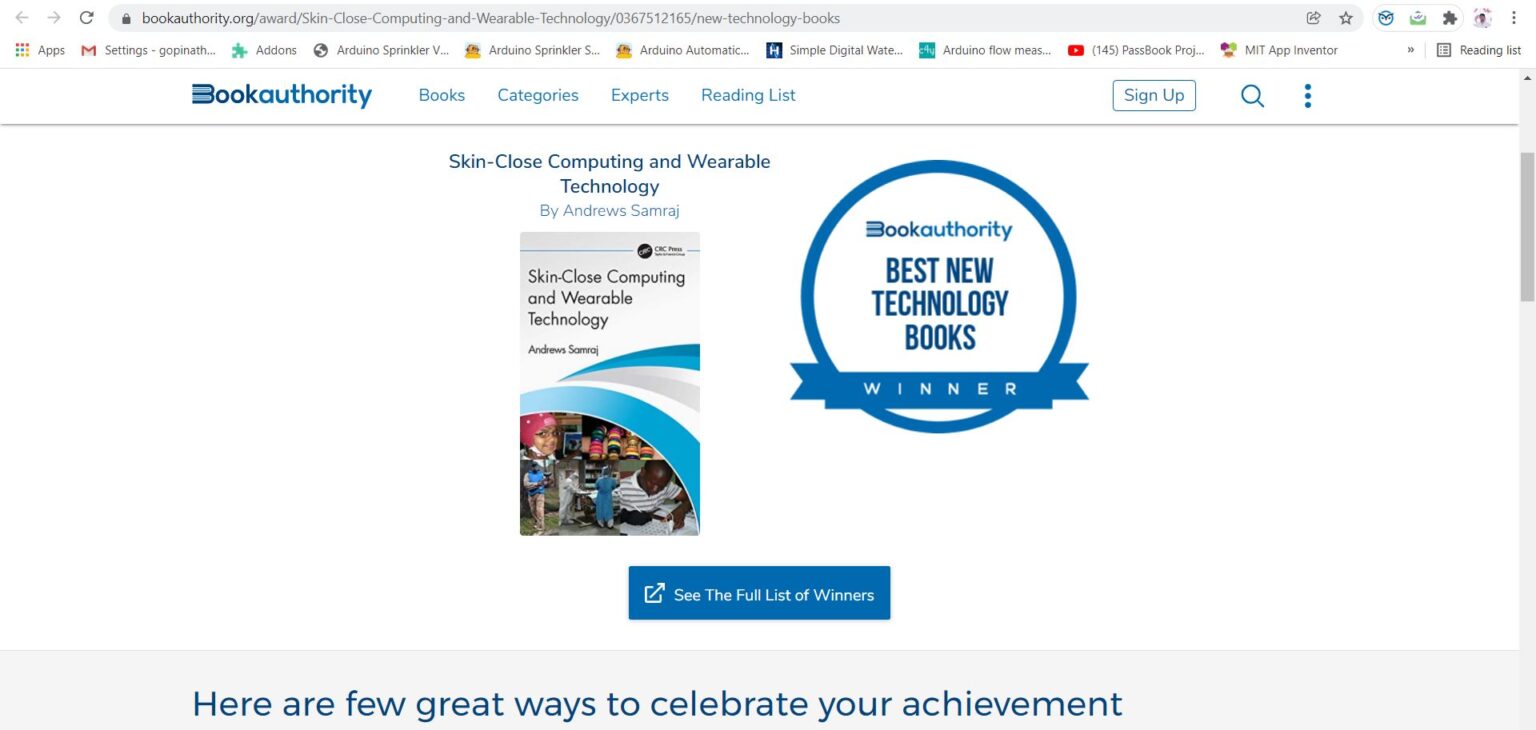 bookauthority.org/award/Skin-Close-Computing-and-Wearable-Technology/0367512165/new-technology-books
Apps
Settings - gopinath...
Addons
Arduino Sprinkler V...
Arduino Sprinkler S...
Arduino Automatic...
Simple Digital Wate...
Arduino flow meas...
(145) PassBook Proj...
MIT App Inventor
»
Reading list
Bookauthority
Books
Categories
Experts
Reading List
Sign Up
Skin-Close Computing and Wearable
Technology
By Andrews Samraj
CRC CRC Press
Skin-Close Computing
and Wearable
Technology
Andrews Samraj
Bookauthority
BEST NEW
TECHNOLOGY
BOOKS
WINNER
See The Full List of Winners
Here are few great ways to celebrate your achievement